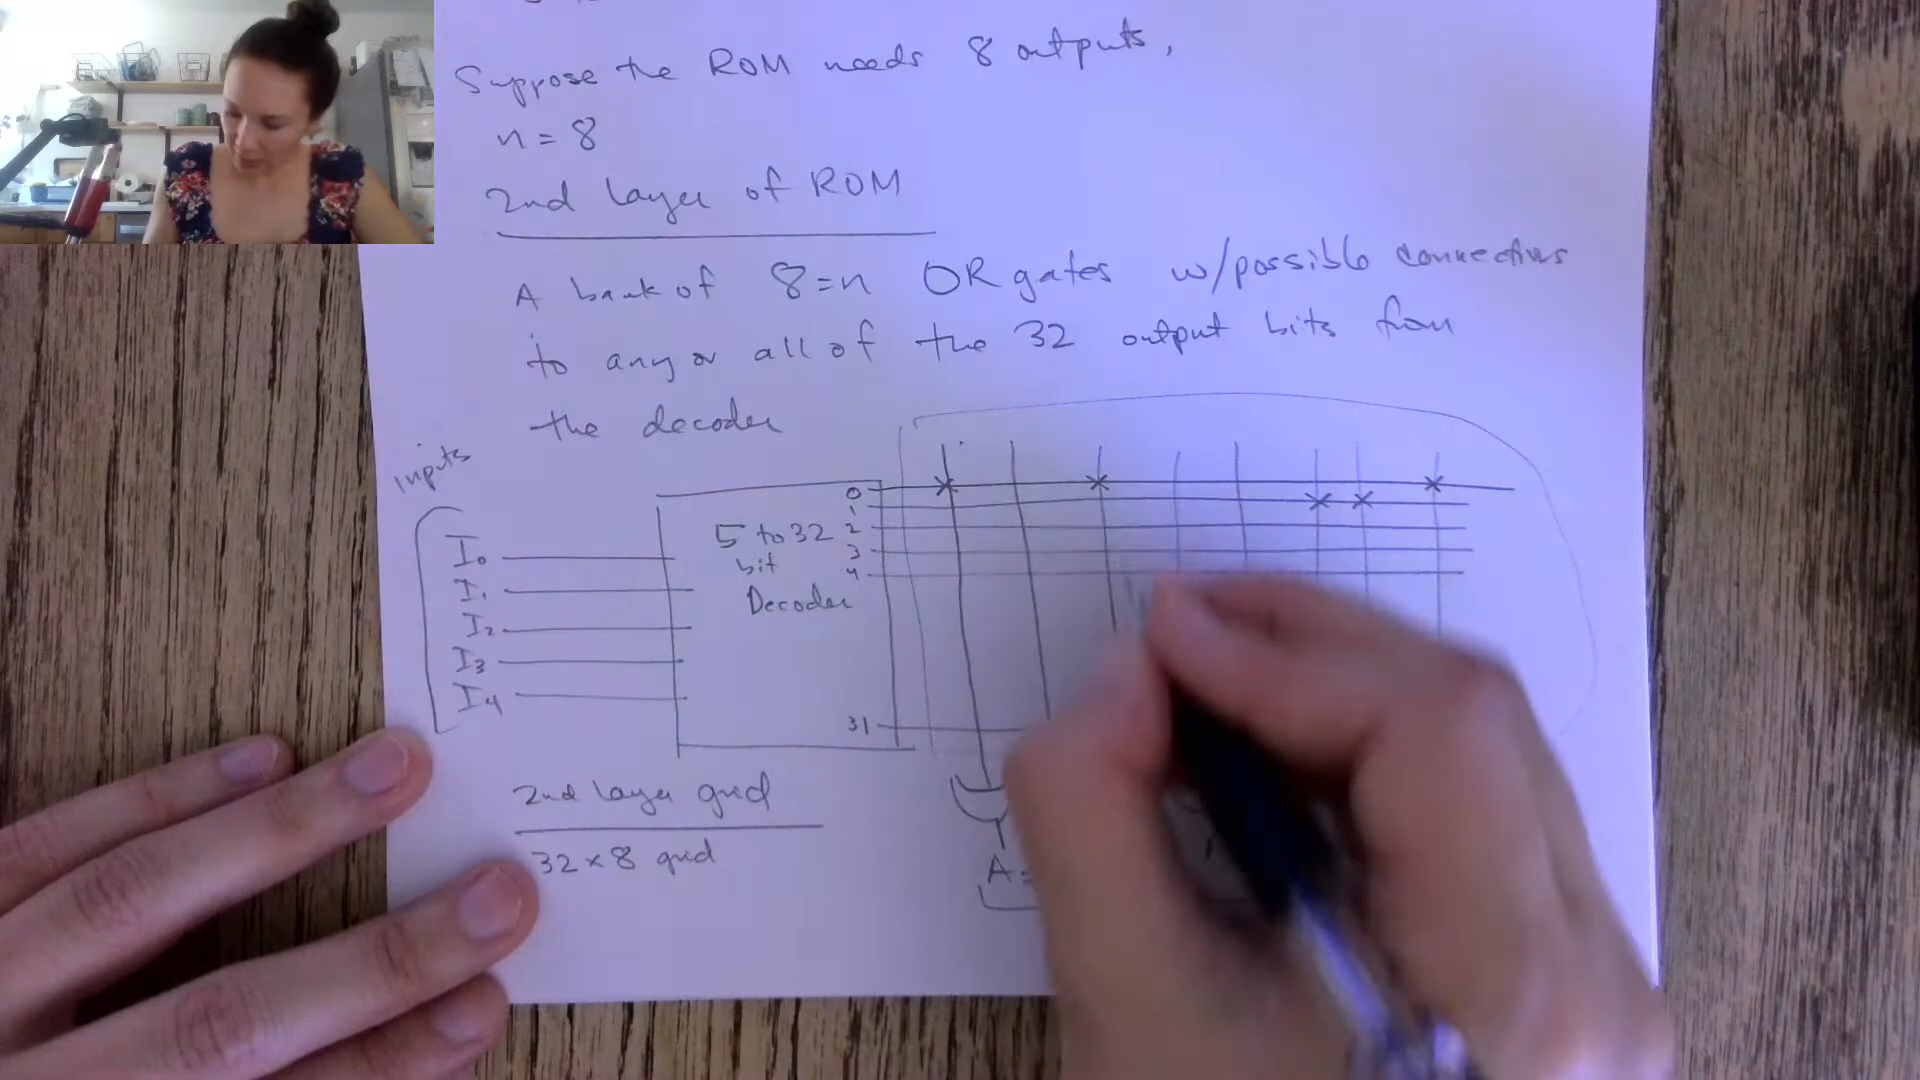 Suppose the ROM needs 8 outputs,
n = 8
2nd layer of ROM
A bank of 8=n OR gates w/possible connections
to any or all of the 32 output bits from
the decoder
inputs
I0
I1
I2
I3
I4
5 to 32
bit
Decoder
0
1
2
3
4
31
2nd layer grid
32 x 8 grid
A